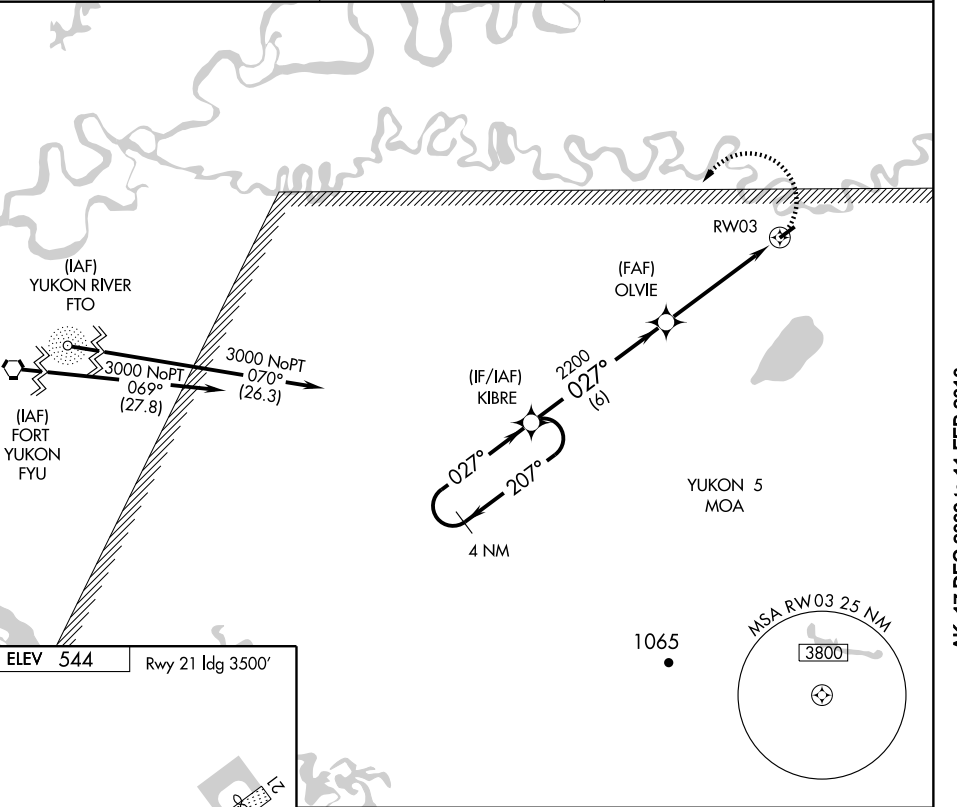 RW03
(FAF)
OLVIE
(IAF)
YUKON RIVER
FTO
3000 NoPT
070°
(26.3)
3000 NoPT
069°
(27.8)
(IAF)
FORT
YUKON
FYU
(IF/IAF)
KIBRE
2200
027°
(6)
027°
207°
4 NM
YUKON 5
MOA
1065
MSA RW03 25 NM
3800
ELEV 544
Rwy 21 ldg 3500'
21